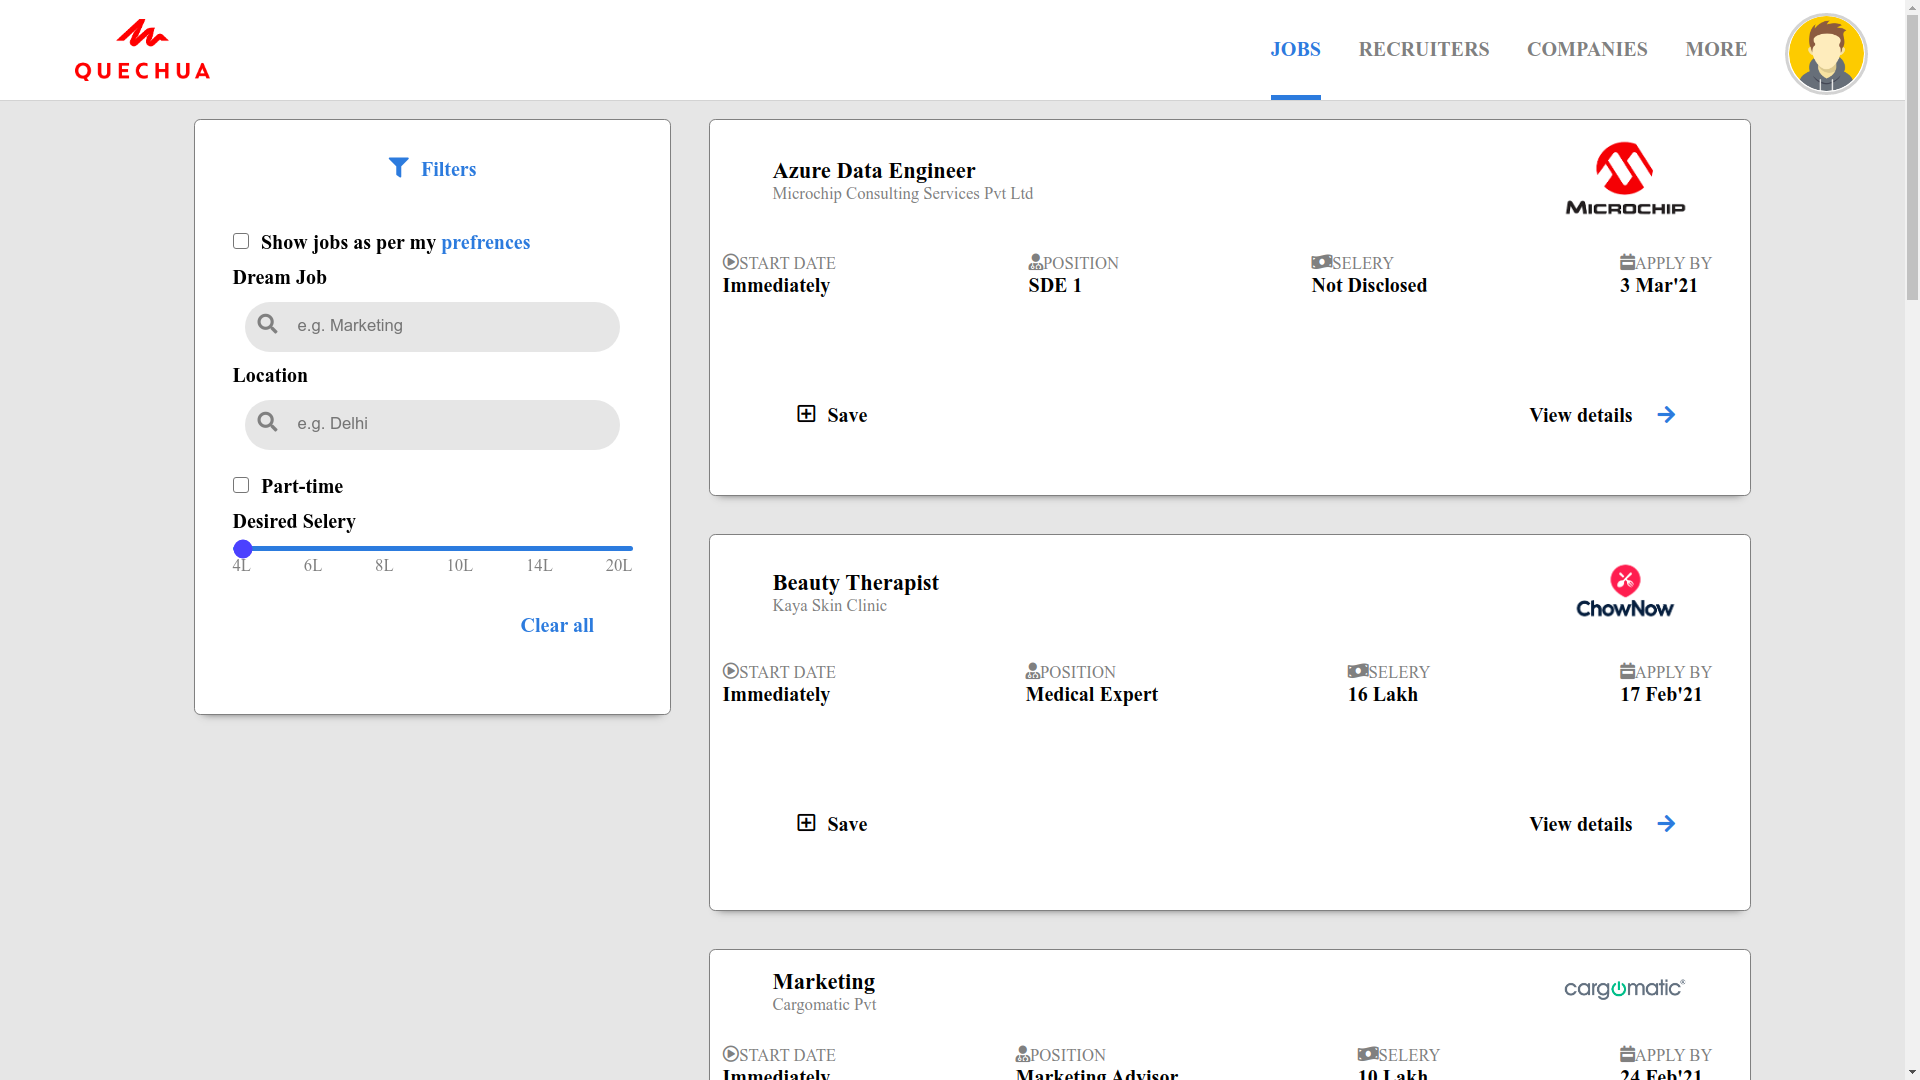 QUECHUA
JOBS RECRUITERS COMPANIES MORE
Filters
Show jobs as per my prefrences
Dream Job
e.g. Marketing
Location
e.g. Delhi
Part-time
Desired Selery
4L 6L 8L 10L 14L 20L
Clear all
Azure Data Engineer
Microchip Consulting Services Pvt Ltd
MICROCHIP
START DATE POSITION SELERY APPLY BY
Immediately SDE 1 Not Disclosed 3 Mar'21
Save View details
Beauty Therapist
Kaya Skin Clinic
ChowNow
START DATE POSITION SELERY APPLY BY
Immediately Medical Expert 16 Lakh 17 Feb'21
Save View details
Marketing
Cargomatic Pvt
cargomatic®
START DATE POSITION SELERY APPLY BY
Immediately Marketing Advisor 10 Lakh 24 Feb'21